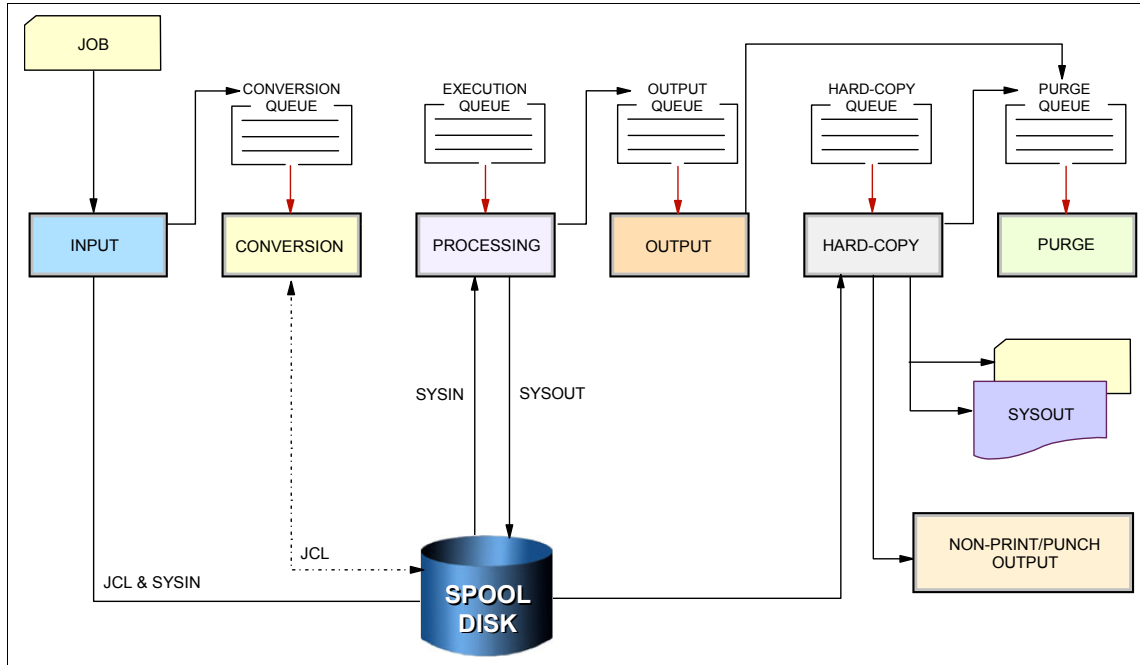 JOB
CONVERSION
QUEUE
EXECUTION
QUEUE
OUTPUT
QUEUE
HARD-COPY
QUEUE
PURGE
QUEUE
INPUT
CONVERSION
PROCESSING
OUTPUT
HARD-COPY
PURGE
SYSIN
SYSOUT
SYSOUT
JCL
JCL & SYSIN
SPOOL
DISK
NON-PRINT/PUNCH
OUTPUT